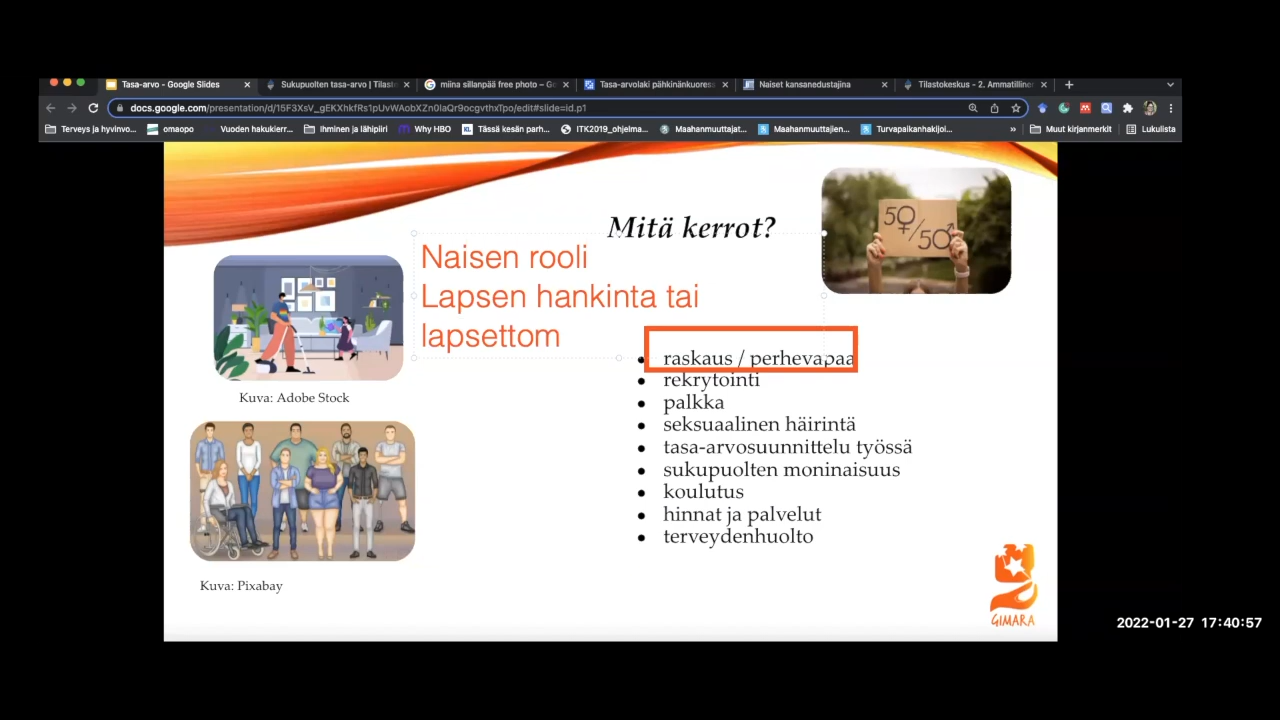 Tasa-arvo - Google Slides
Sukupuolten tasa-arvo | Tilast
miina sillanpää free photo – Go
Tasa-arvolaki pähkinänkuoress
Naiset kansanedustajina
Tilastokeskus - 2. Ammatilliner
docs.google.com/presentation/d/15F3XsV_gEKXhkfRs1pUvWAobXZn0laQr9ocgvthxTpo/edit#slide=id.p1
Terveys ja hyvinvo...
omaopo
Vuoden hakukierr...
Ihminen ja lähipiiri
Why HBO
Tässä kesän parh...
ITK2019_ohjelma...
Maahanmuuttajat...
Maahanmuuttajien...
Turvapaikanhakijoi...
»
Muut kirjanmerkit
Lukulista
Mitä kerrot?
50♀/50♂
Naisen rooli
Lapsen hankinta tai
lapsettom
Kuva: Adobe Stock
• raskaus / perhevapaa
• rekrytointi
• palkka
• seksuaalinen häirintä
• tasa-arvosuunnittelu työssä
• sukupuolten moninaisuus
• koulutus
• hinnat ja palvelut
• terveydenhuolto
Kuva: Pixabay
GIMARA
2022-01-27 17:40:57